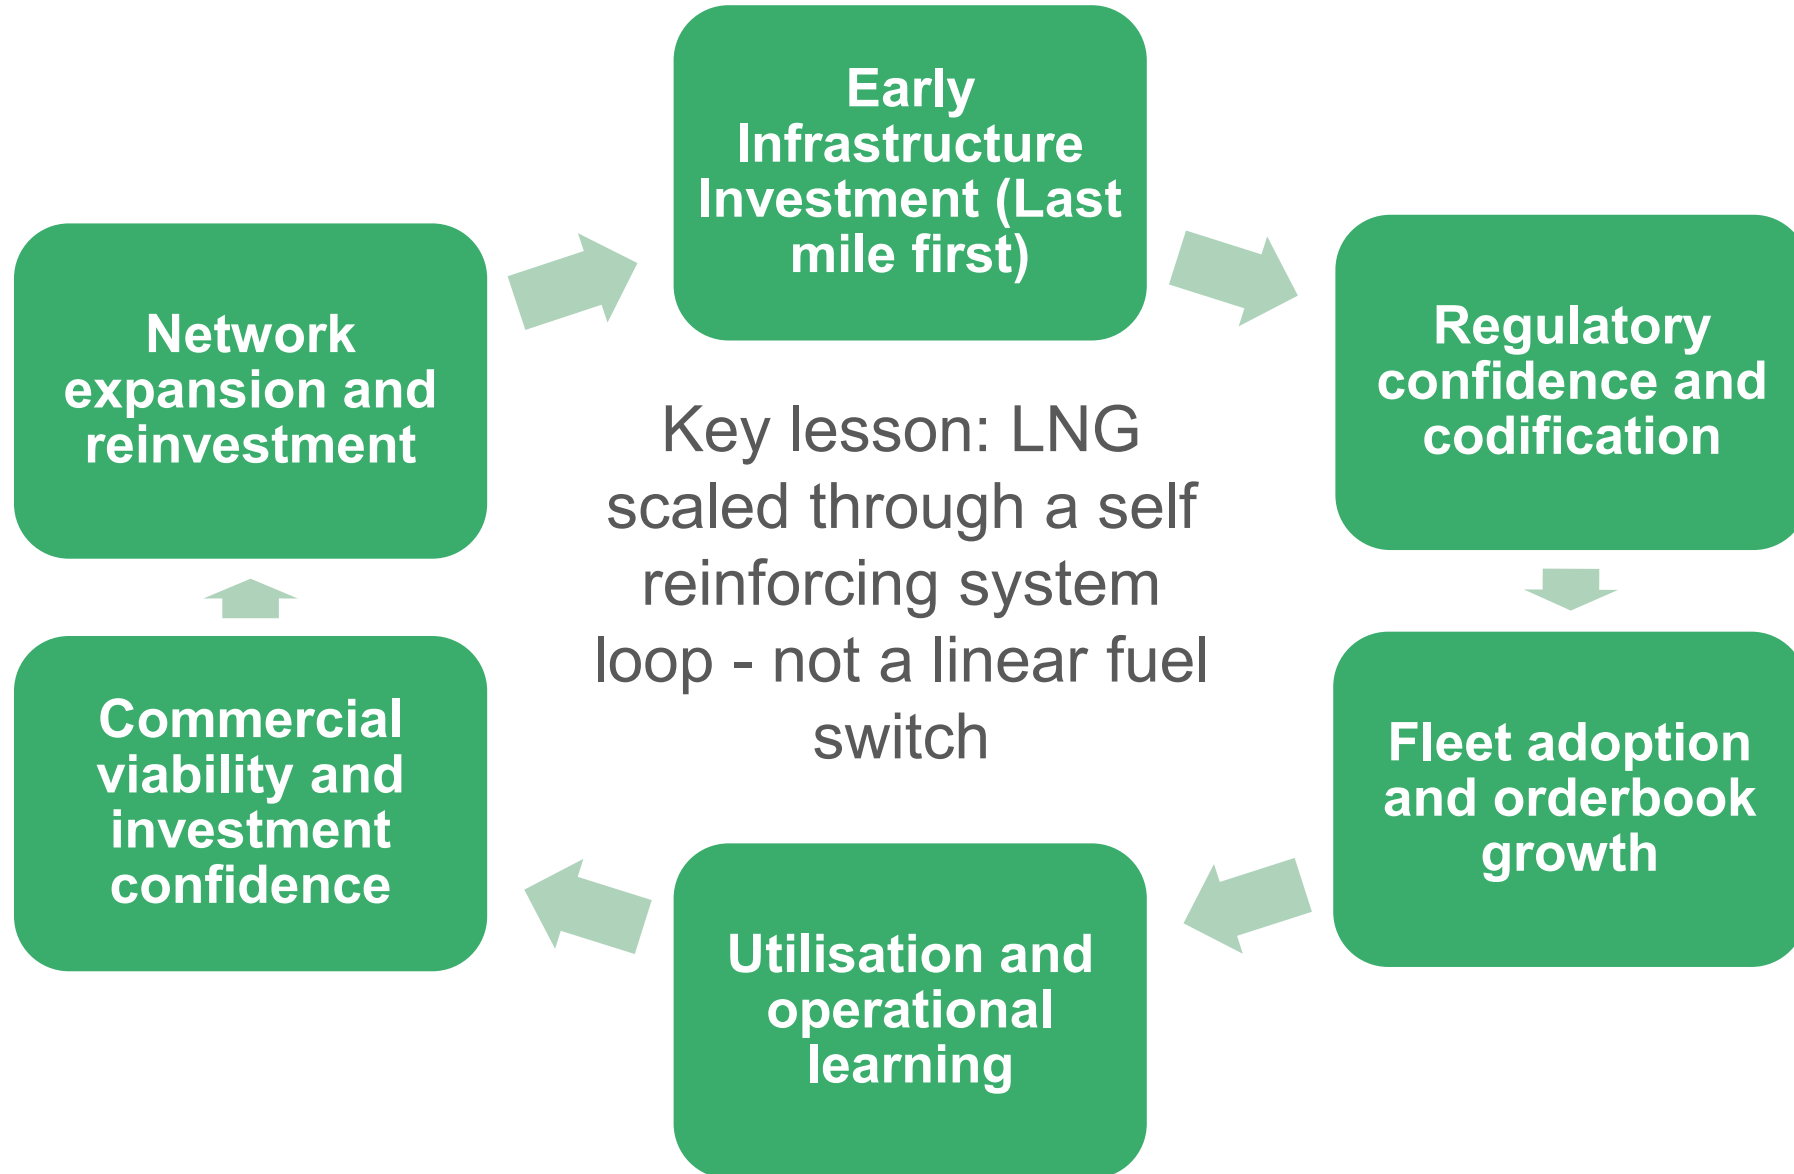 Early
Infrastructure
Investment (Last
mile first)
Regulatory
confidence and
codification
Fleet adoption
and orderbook
growth
Utilisation and
operational
learning
Commercial
viability and
investment
confidence
Network
expansion and
reinvestment
Key lesson: LNG
scaled through a self
reinforcing system
loop - not a linear fuel
switch